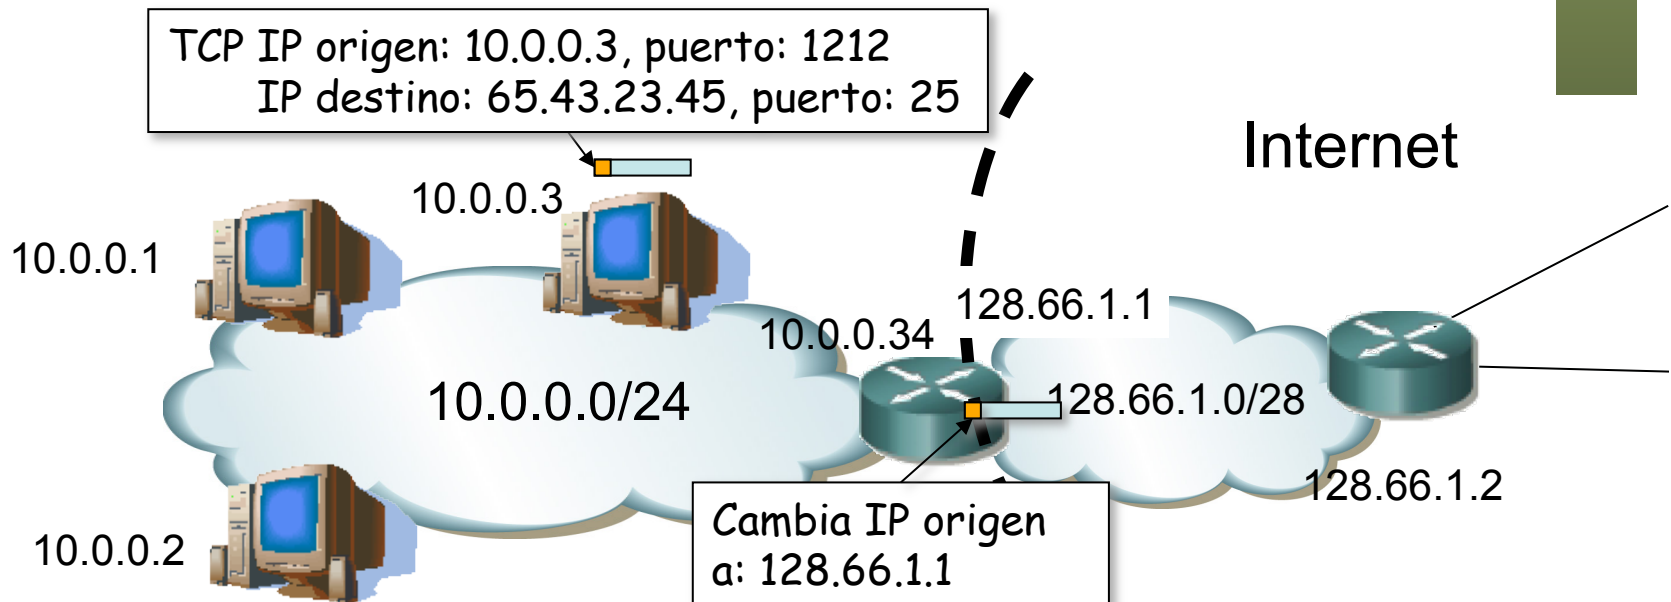 TCP IP origen: 10.0.0.3, puerto: 1212
IP destino: 65.43.23.45, puerto: 25
Internet
10.0.0.3
10.0.0.1
128.66.1.1
10.0.0.34
10.0.0.0/24
128.66.1.0/28
128.66.1.2
Cambia IP origen
a: 128.66.1.1
10.0.0.2